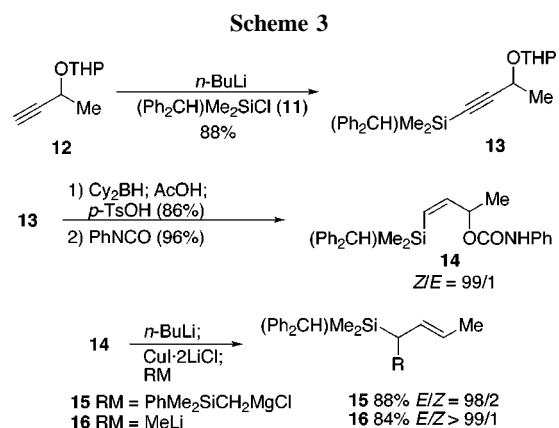 Scheme 3
OTHP
Me
12
n-BuLi
(Ph2CH)Me2SiCl (11)
88%
OTHP
Me
(Ph2CH)Me2Si
13
13
1) Cy2BH; AcOH;
p-TsOH (86%)
2) PhNCO (96%)
Me
(Ph2CH)Me2Si
OCONHPh
14
Z/E = 99/1
14
n-BuLi;
CuI·2LiCl;
RM
(Ph2CH)Me2Si
Me
R
15 RM = PhMe2SiCH2MgCl
16 RM = MeLi
15 88% E/Z = 98/2
16 84% E/Z > 99/1